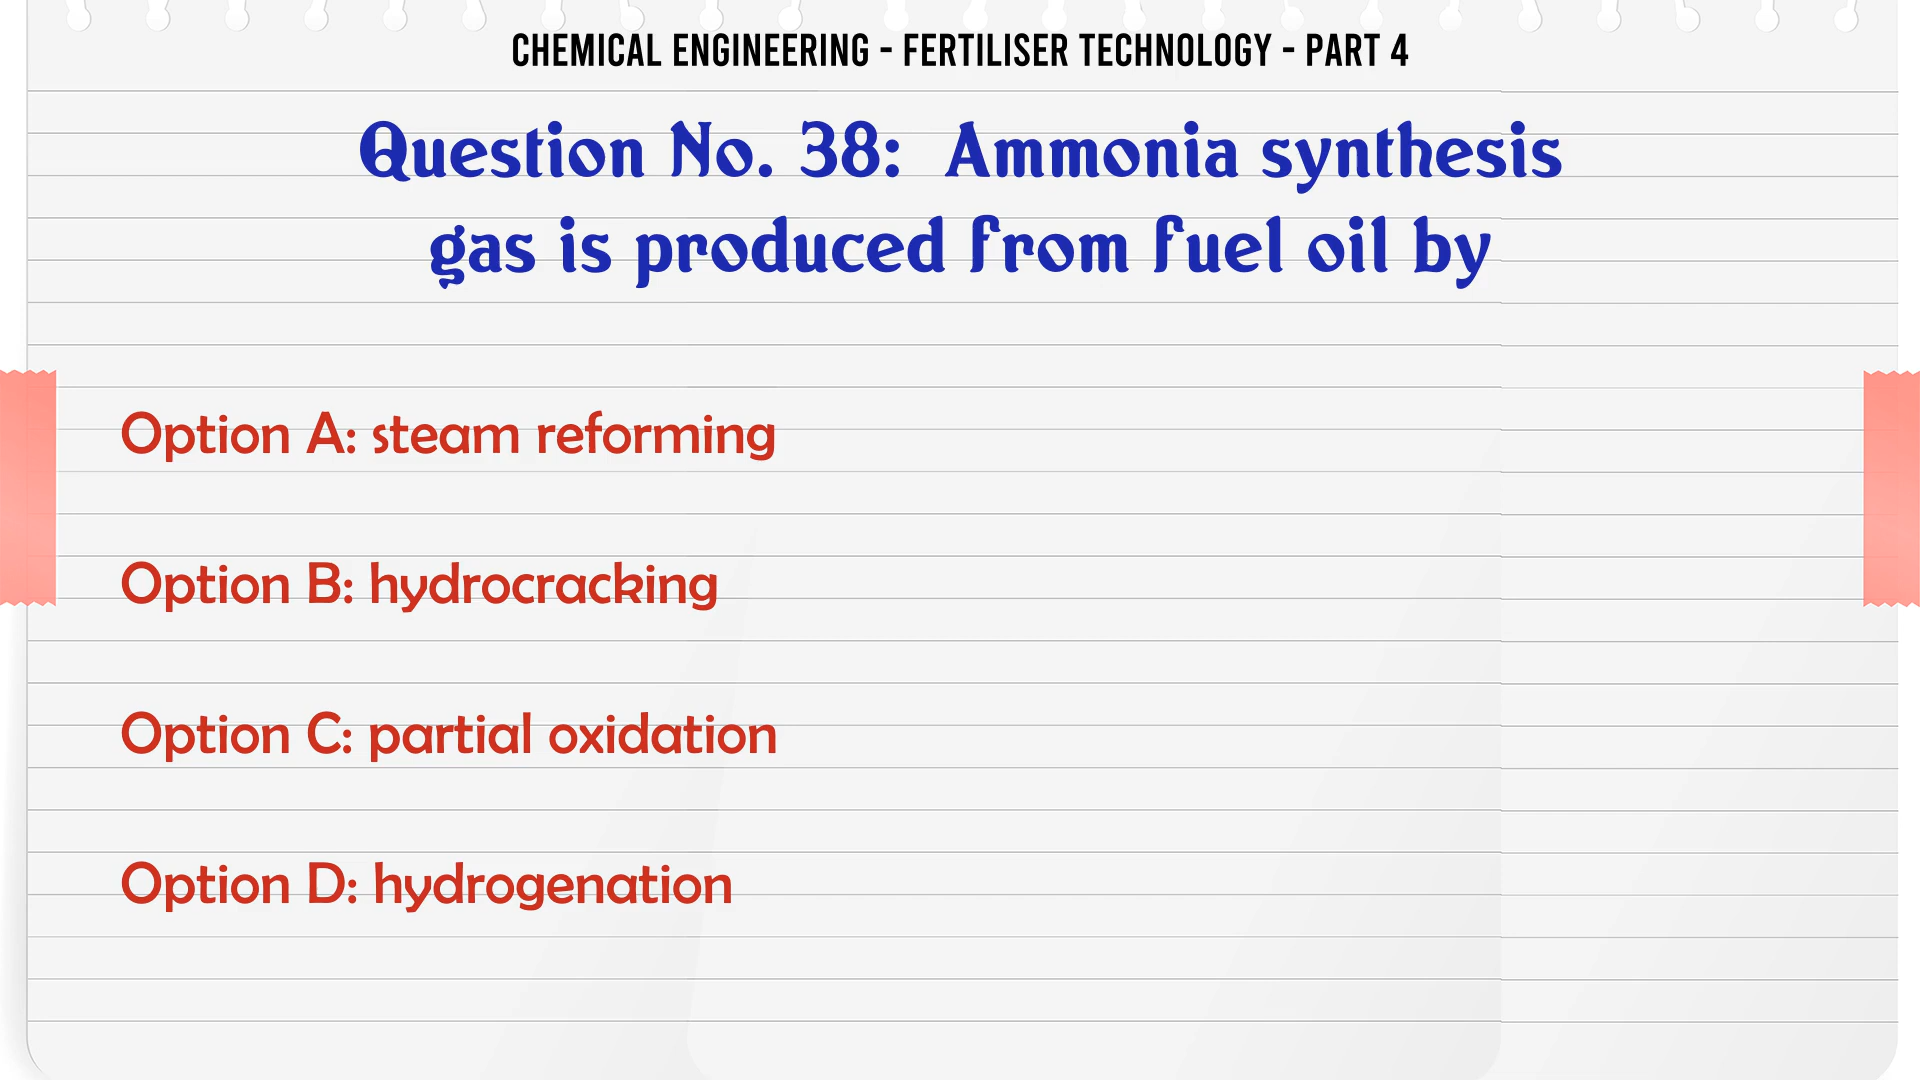 CHEMICAL ENGINEERING - FERTILISER TECHNOLOGY - PART 4
Question No. 38: Ammonia synthesis
gas is produced from fuel oil by
Option A: steam reforming
Option B: hydrocracking
Option C: partial oxidation
Option D: hydrogenation